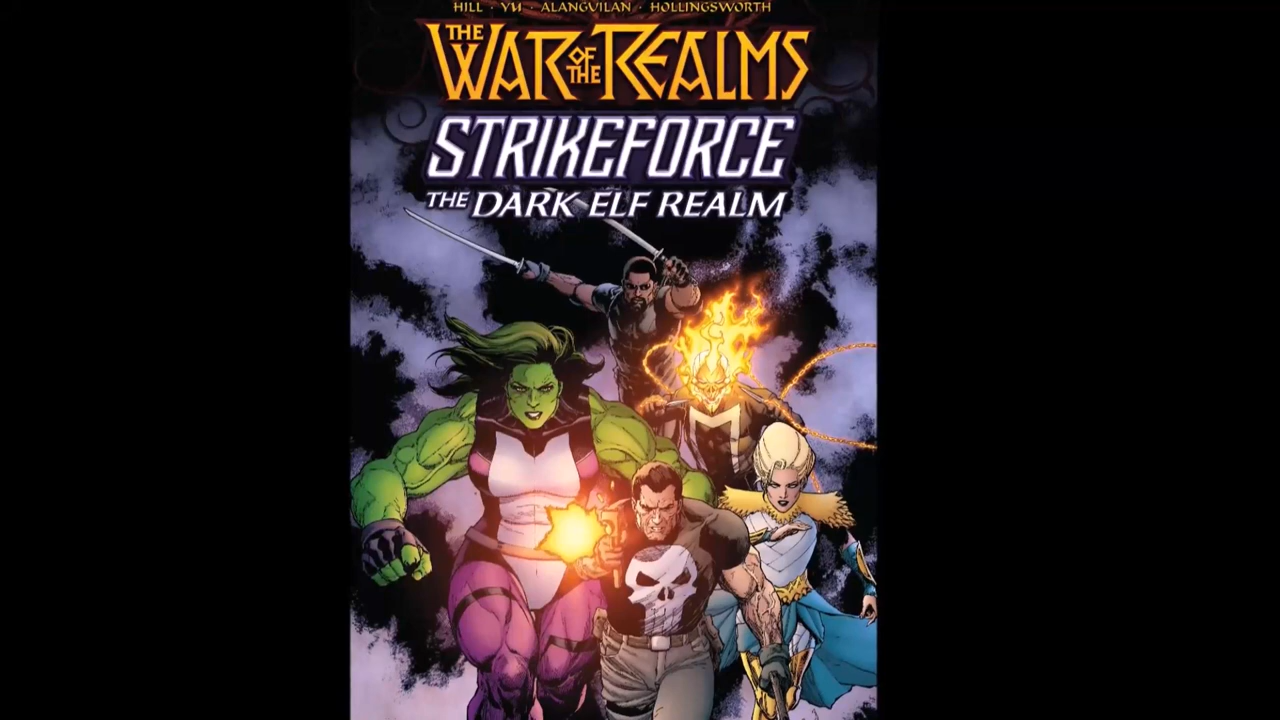 HILL · YU · ALANGUILAN · HOLLINGSWORTH
THE WAR OF THE REALMS
STRIKEFORCE
THE DARK ELF REALM